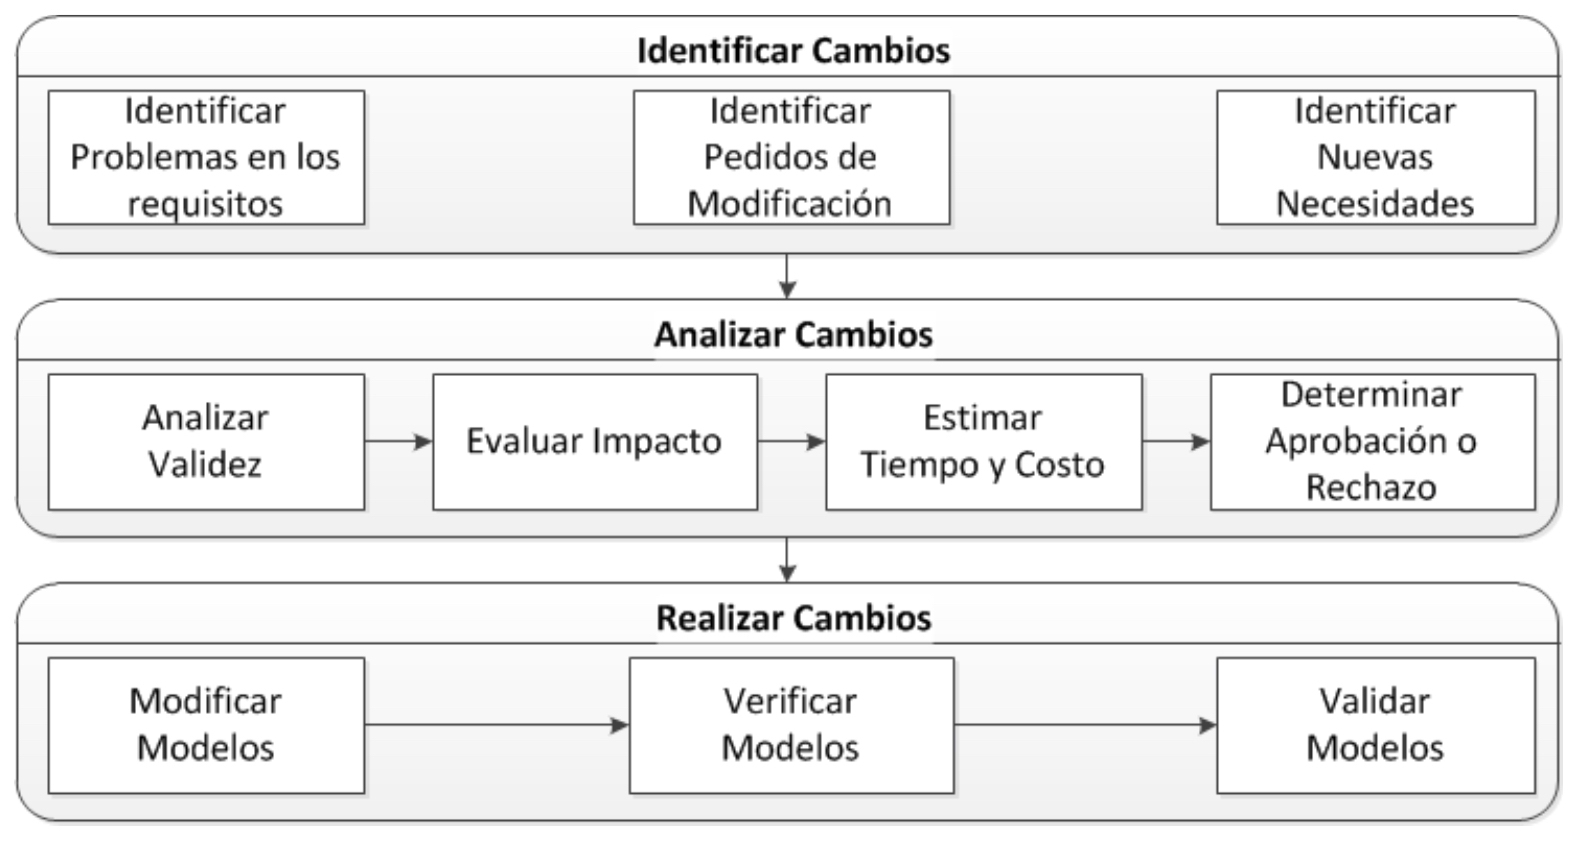 Identificar Cambios
Identificar
Problemas en los
requisitos
Identificar
Pedidos de
Modificación
Identificar
Nuevas
Necesidades
Analizar Cambios
Analizar
Validez
Evaluar Impacto
Estimar
Tiempo y Costo
Determinar
Aprobación o
Rechazo
Realizar Cambios
Modificar
Modelos
Verificar
Modelos
Validar
Modelos